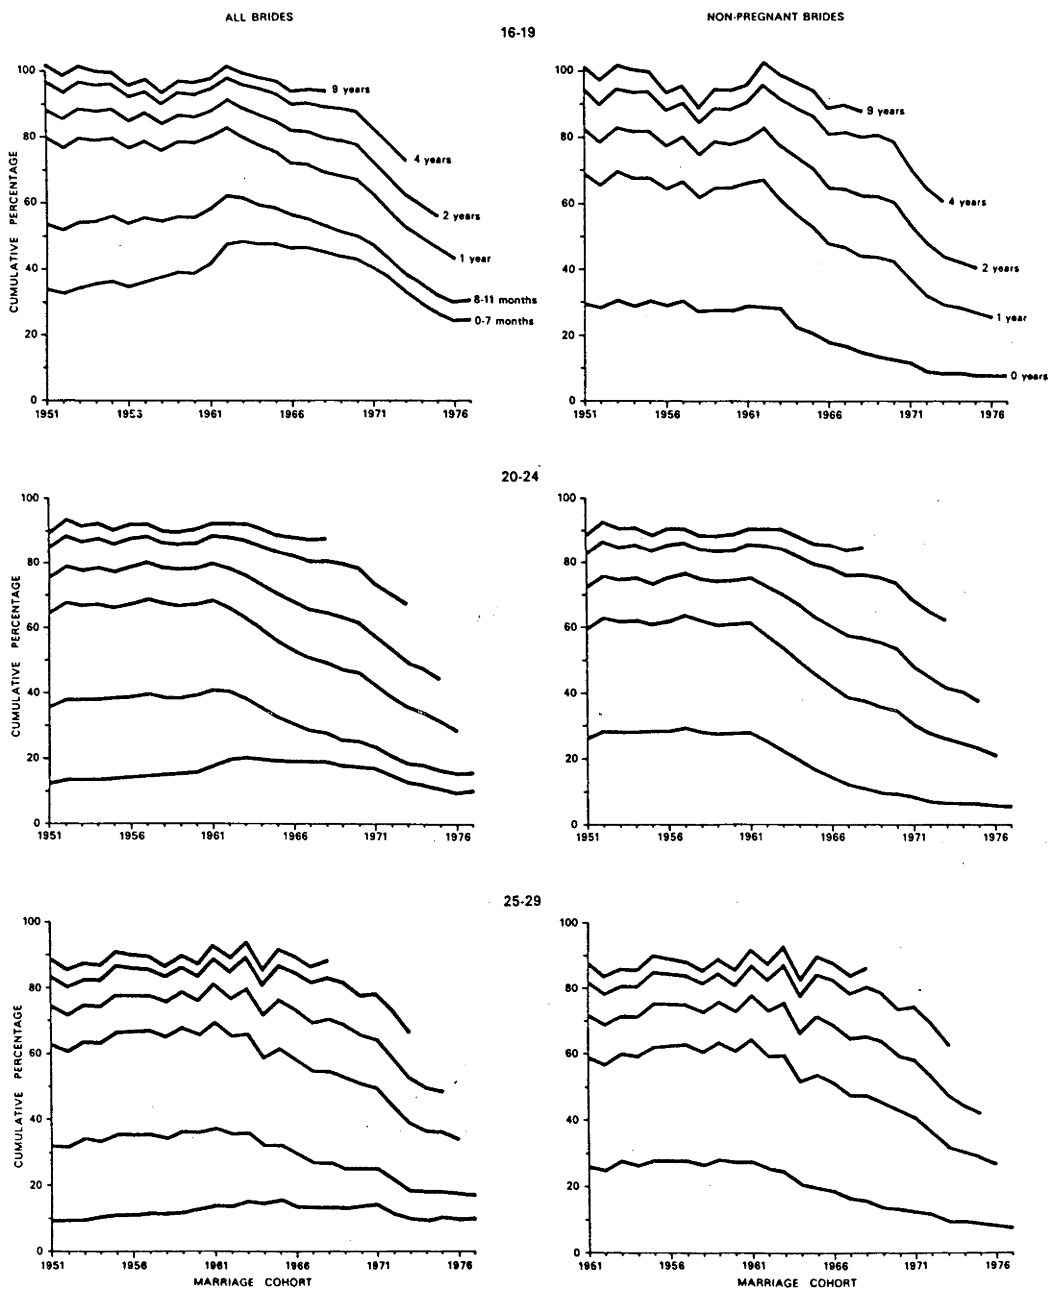 ALL BRIDES
NON-PREGNANT BRIDES
16-19
CUMULATIVE PERCENTAGE
100
80
60
40
20
0
1951 1953 1961 1966 1971 1976
9 years
4 years
2 years
1 year
8-11 months
0-7 months
100
80
60
40
20
0
1951 1956 1961 1966 1971 1976
9 years
4 years
2 years
1 year
0 years
20-24
CUMULATIVE PERCENTAGE
100
80
60
40
20
0
1951 1956 1961 1966 1971 1976
100
80
60
40
20
0
1951 1956 1961 1966 1971 1976
25-29
CUMULATIVE PERCENTAGE
100
80
60
40
20
0
1951 1956 1961 1966 1971 1976
MARRIAGE COHORT
100
80
60
40
20
0
1951 1956 1961 1966 1971 1976
MARRIAGE COHORT